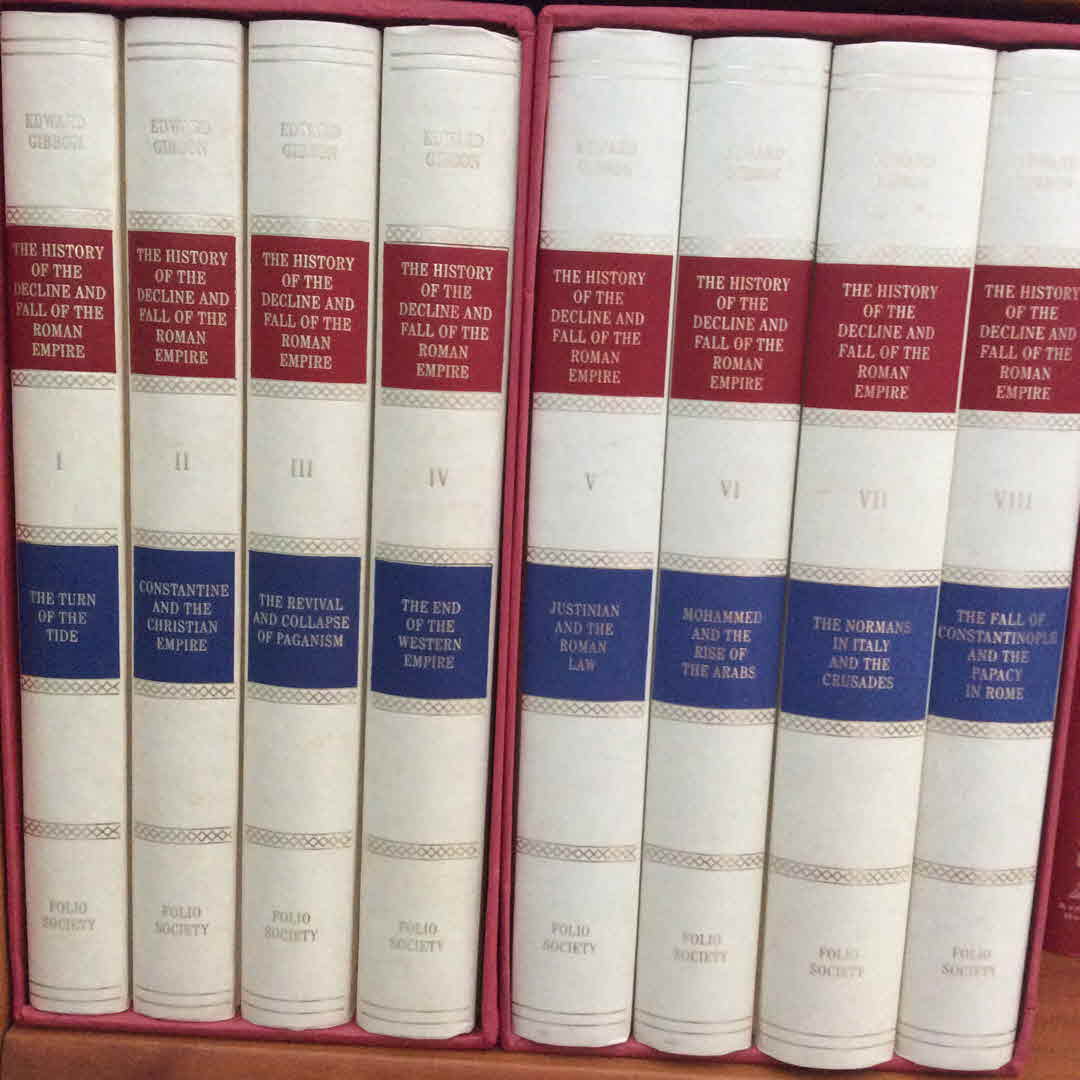 EDWARD
GIBBON
THE HISTORY
OF THE
DECLINE AND
FALL OF THE
ROMAN
EMPIRE
I
THE TURN
OF THE
TIDE
FOLIO
SOCIETY
EDWARD
GIBBON
THE HISTORY
OF THE
DECLINE AND
FALL OF THE
ROMAN
EMPIRE
II
CONSTANTINE
AND THE
CHRISTIAN
EMPIRE
FOLIO
SOCIETY
EDWARD
GIBBON
THE HISTORY
OF THE
DECLINE AND
FALL OF THE
ROMAN
EMPIRE
III
THE REVIVAL
AND COLLAPSE
OF PAGANISM
FOLIO
SOCIETY
EDWARD
GIBBON
THE HISTORY
OF THE
DECLINE AND
FALL OF THE
ROMAN
EMPIRE
IV
THE END
OF THE
WESTERN
EMPIRE
FOLIO
SOCIETY
EDWARD
GIBBON
THE HISTORY
OF THE
DECLINE AND
FALL OF THE
ROMAN
EMPIRE
V
JUSTINIAN
AND THE
ROMAN
LAW
FOLIO
SOCIETY
EDWARD
GIBBON
THE HISTORY
OF THE
DECLINE AND
FALL OF THE
ROMAN
EMPIRE
VI
MOHAMMED
AND THE
RISE OF
THE ARABS
FOLIO
SOCIETY
EDWARD
GIBBON
THE HISTORY
OF THE
DECLINE AND
FALL OF THE
ROMAN
EMPIRE
VII
THE NORMANS
IN ITALY
AND THE
CRUSADES
FOLIO
SOCIETY
EDWARD
GIBBON
THE HISTORY
OF THE
DECLINE AND
FALL OF THE
ROMAN
EMPIRE
VIII
THE FALL OF
CONSTANTINOPLE
AND THE
PAPACY
IN ROME
FOLIO
SOCIETY